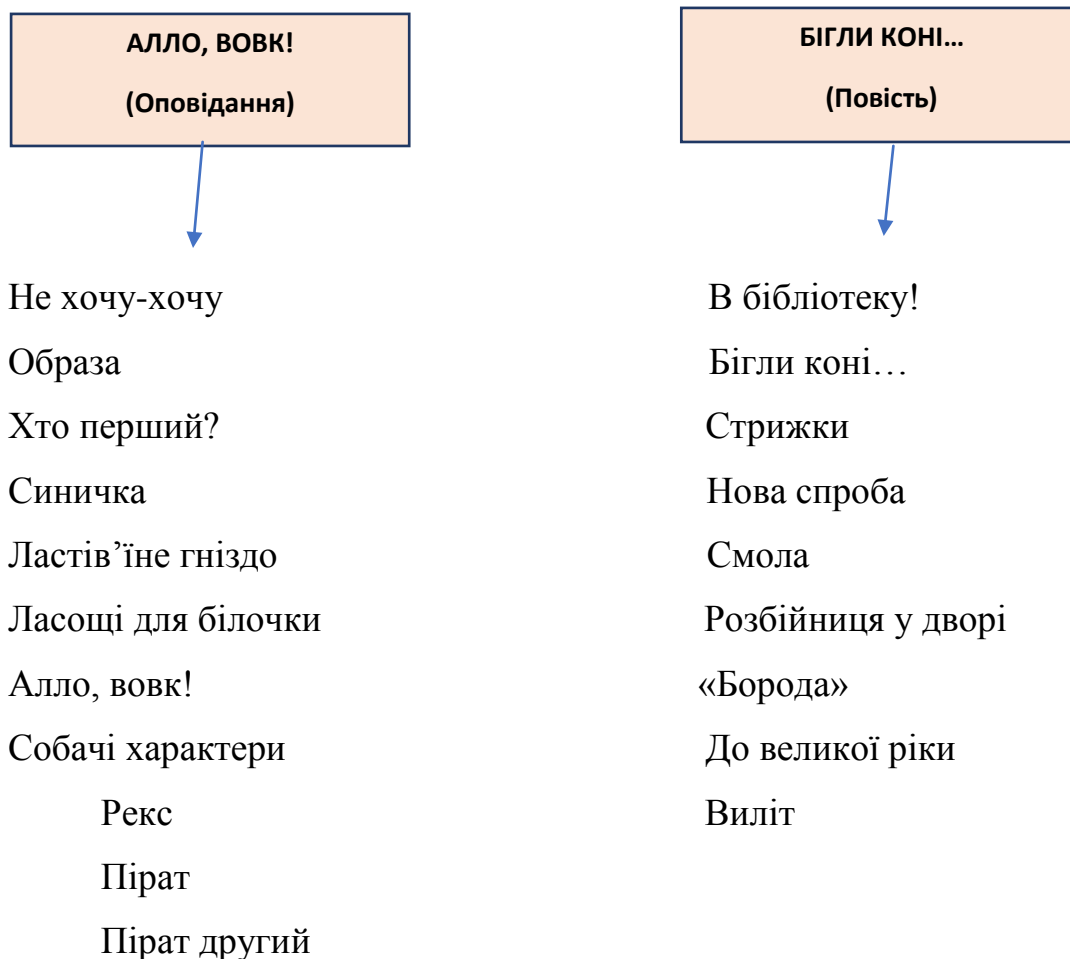 АЛЛО, ВОВК!
(Оповідання)
Не хочу-хочу
Образа
Хто перший?
Синичка
Ластів’їне гніздо
Ласощі для білочки
Алло, вовк!
Собачі характери
Рекс
Пірат
Пірат другий
БІГЛИ КОНІ…
(Повість)
В бібліотеку!
Бігли коні…
Стрижки
Нова спроба
Смола
Розбійниця у дворі
«Борода»
До великої ріки
Виліт